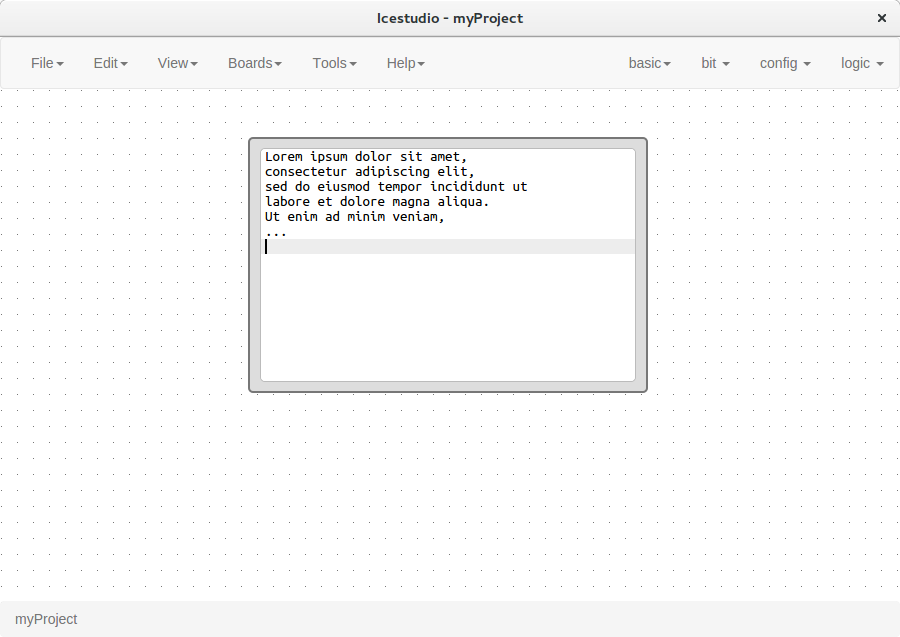 Icestudio - myProject
File Edit View Boards Tools Help basic bit config logic
Lorem ipsum dolor sit amet,
consectetur adipiscing elit,
sed do eiusmod tempor incididunt ut
labore et dolore magna aliqua.
Ut enim ad minim veniam,
...
myProject